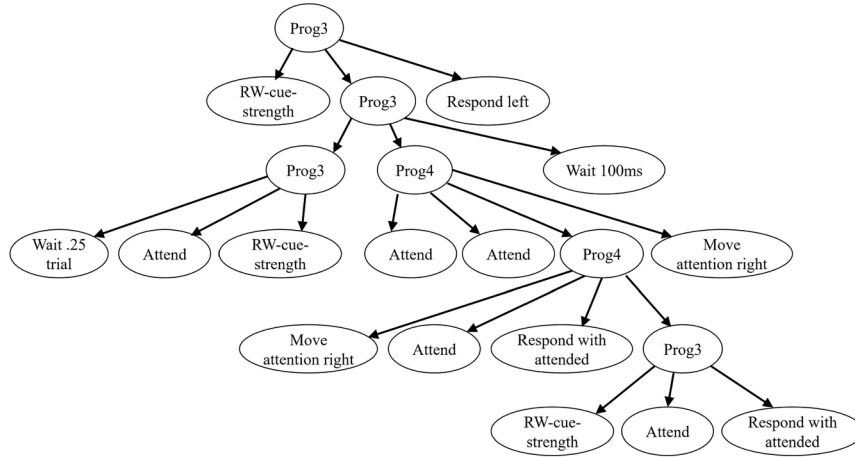 Prog3
RW-cue-
strength
Prog3
Respond left
Prog3
Prog4
Wait 100ms
Wait .25
trial
Attend
RW-cue-
strength
Attend
Attend
Prog4
Move
attention right
Move
attention right
Attend
Respond with
attended
Prog3
RW-cue-
strength
Attend
Respond with
attended